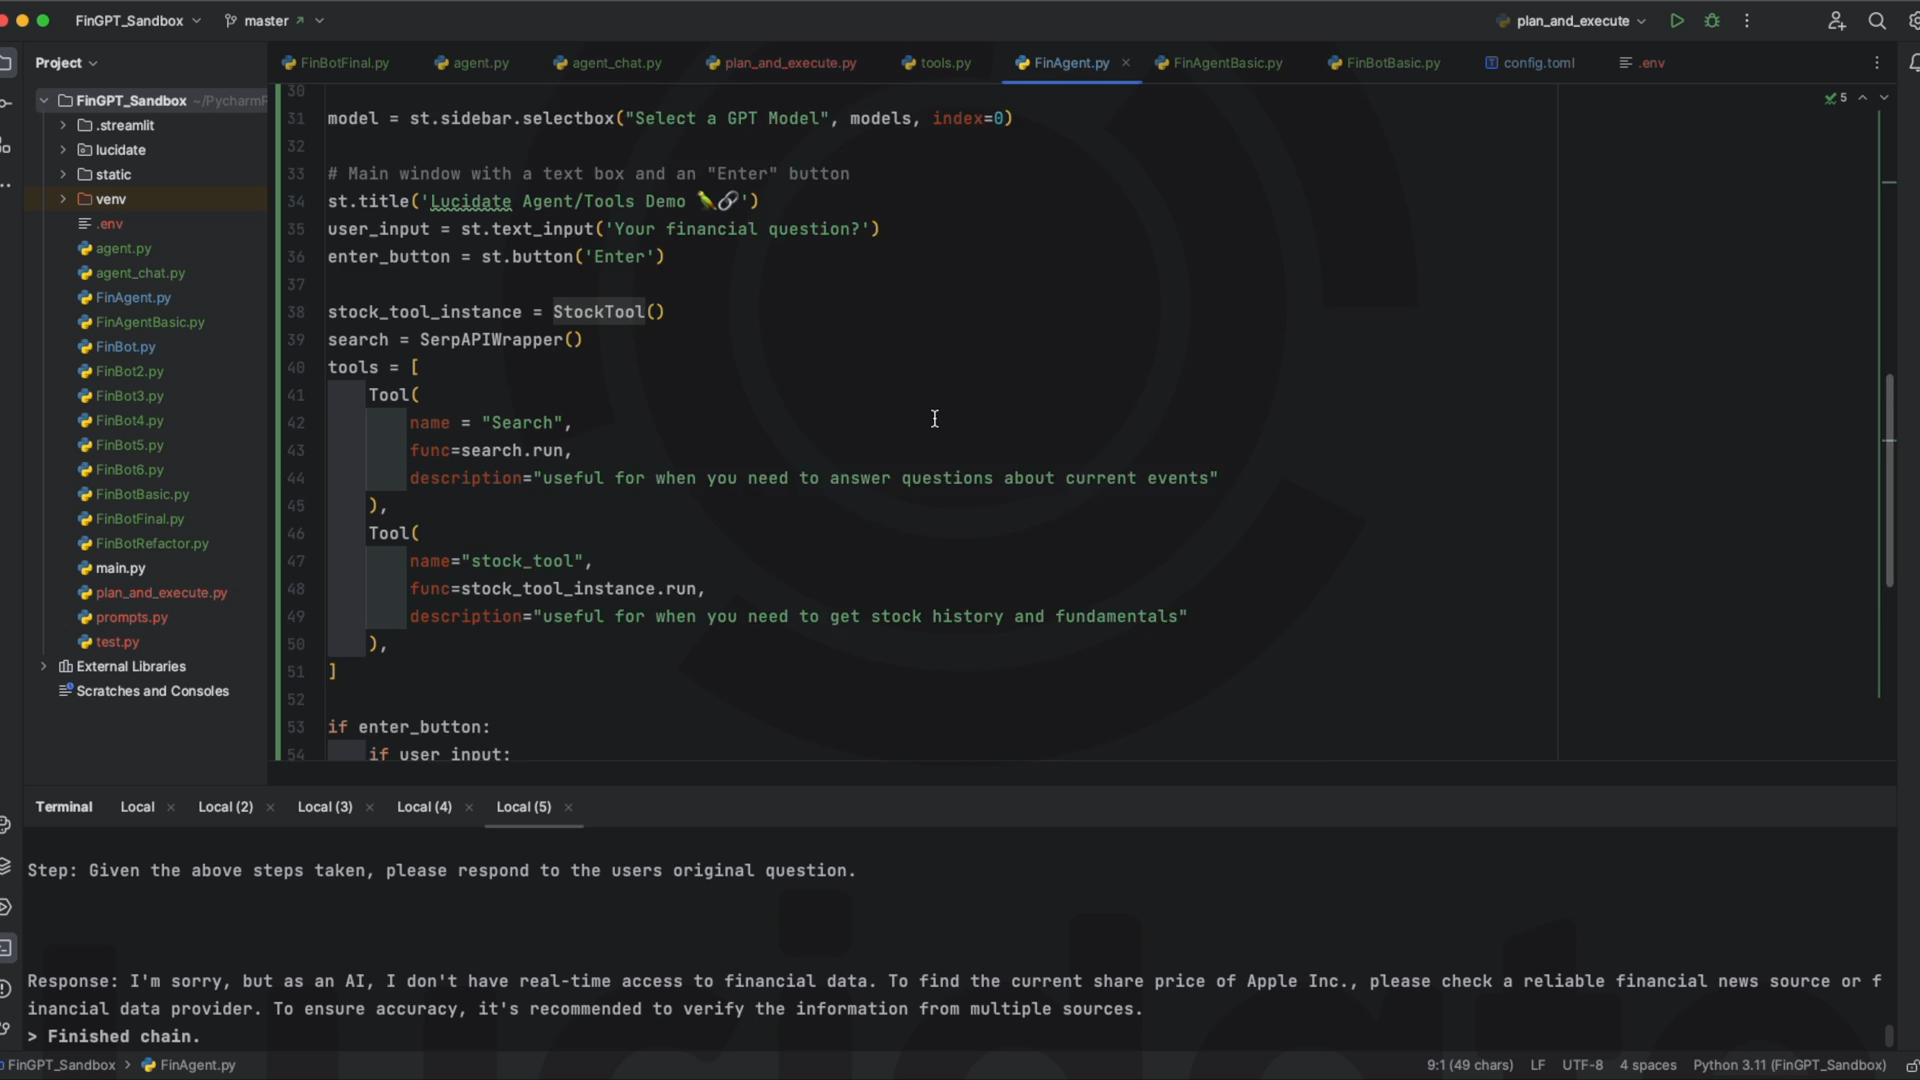 FinGPT_Sandbox
master
plan_and_execute
Project
FinBotFinal.py
agent.py
agent_chat.py
plan_and_execute.py
tools.py
FinAgent.py
FinAgentBasic.py
FinBotBasic.py
config.toml
.env
FinGPT_Sandbox ~/PycharmP
.streamlit
lucidate
static
venv
.env
agent.py
agent_chat.py
FinAgent.py
FinAgentBasic.py
FinBot.py
FinBot2.py
FinBot3.py
FinBot4.py
FinBot5.py
FinBot6.py
FinBotBasic.py
FinBotFinal.py
FinBotRefactor.py
main.py
plan_and_execute.py
prompts.py
test.py
External Libraries
Scratches and Consoles
5
30
31 model = st.sidebar.selectbox("Select a GPT Model", models, index=0)
32
33 # Main window with a text box and an "Enter" button
34 st.title('Lucidate Agent/Tools Demo 🦜🔗')
35 user_input = st.text_input('Your financial question?')
36 enter_button = st.button('Enter')
37
38 stock_tool_instance = StockTool()
39 search = SerpAPIWrapper()
40 tools = [
41 Tool(
42 name = "Search",
43 func=search.run,
44 description="useful for when you need to answer questions about current events"
45 ),
46 Tool(
47 name="stock_tool",
48 func=stock_tool_instance.run,
49 description="useful for when you need to get stock history and fundamentals"
50 ),
51 ]
52
53 if enter_button:
54 if user_input:
Terminal
Local
Local (2)
Local (3)
Local (4)
Local (5)
Step: Given the above steps taken, please respond to the users original question.
Response: I'm sorry, but as an AI, I don't have real-time access to financial data. To find the current share price of Apple Inc., please check a reliable financial news source or f
inancial data provider. To ensure accuracy, it's recommended to verify the information from multiple sources.
> Finished chain.
FinGPT_Sandbox > FinAgent.py
9:1 (49 chars)
LF
UTF-8
4 spaces
Python 3.11 (FinGPT_Sandbox)